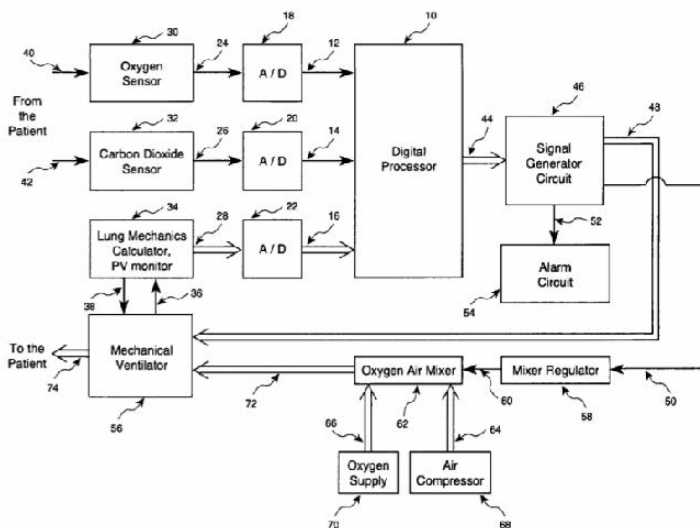 30
24
18
12
10
40
Oxygen
Sensor
A / D
46
48
From
the
Patient
32
26
20
14
44
Carbon Dioxide
Sensor
A / D
Digital
Processor
Signal
Generator
Circuit
42
34
28
22
16
52
Lung Mechanics
Calculator,
PV monitor
A / D
Alarm
Circuit
54
38
36
To the
Patient
74
Mechanical
Ventilator
Oxygen Air Mixer
Mixer Regulator
56
72
62
60
58
50
66
64
Oxygen
Supply
Air
Compressor
70
68